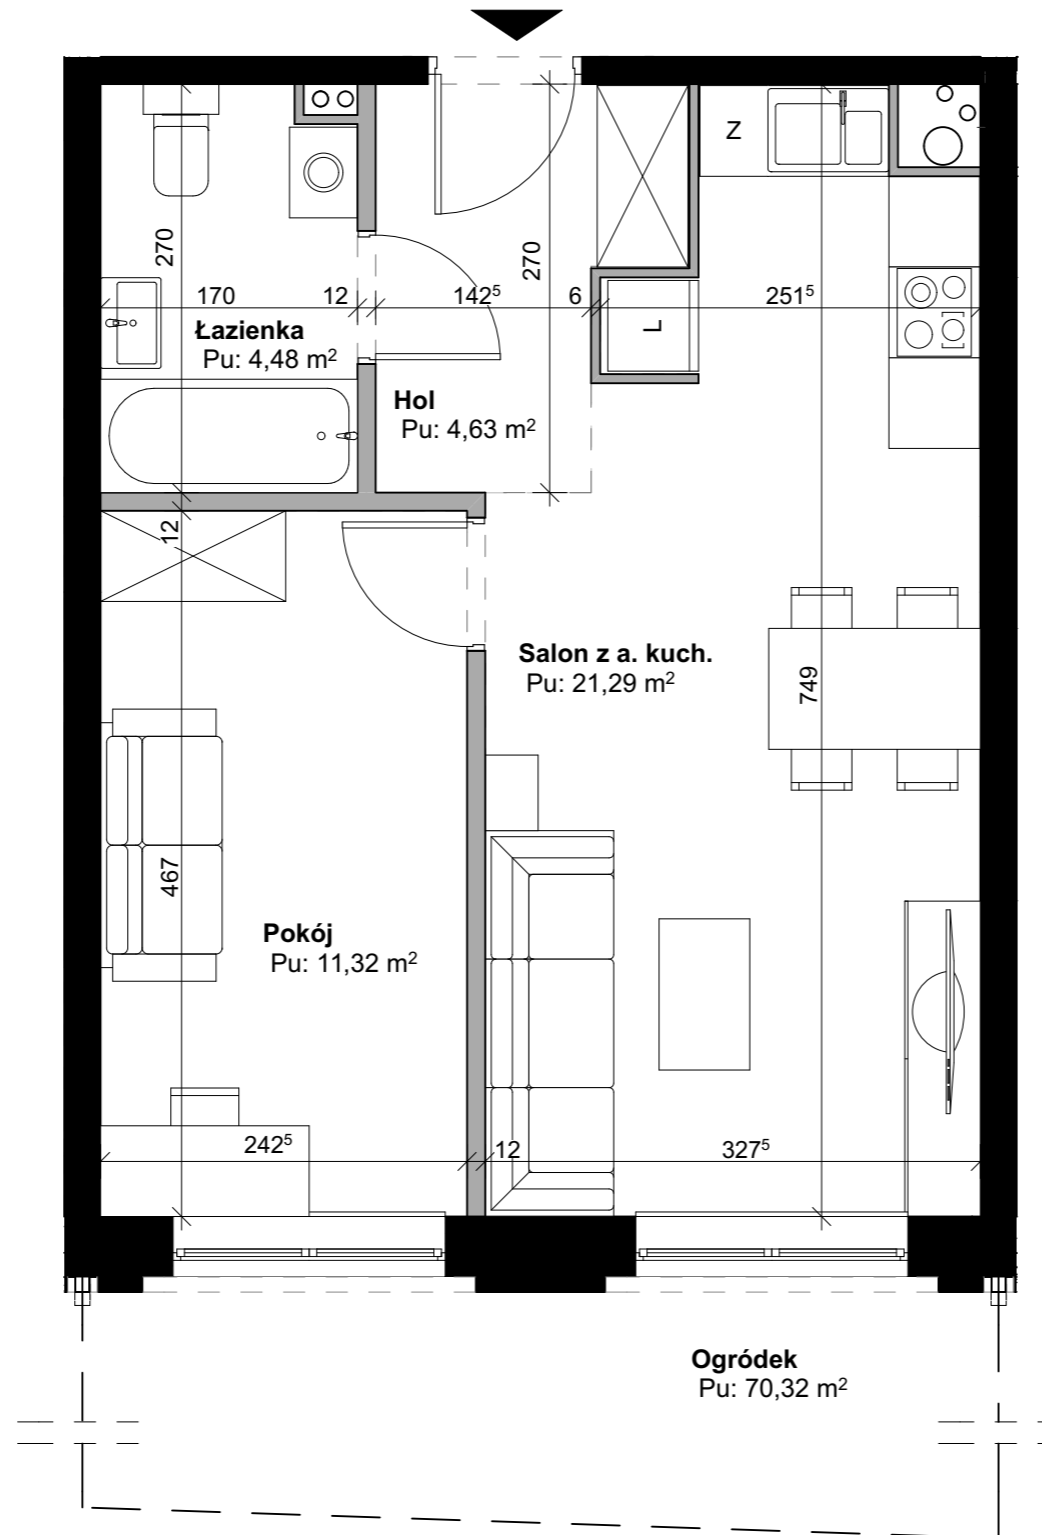 Z
270
270
170
12
142⁵
6
251⁵
L
Łazienka
Pu: 4,48 m²
Hol
Pu: 4,63 m²
12
Salon z a. kuch.
Pu: 21,29 m²
749
467
Pokój
Pu: 11,32 m²
242⁵
12
327⁵
Ogródek
Pu: 70,32 m²